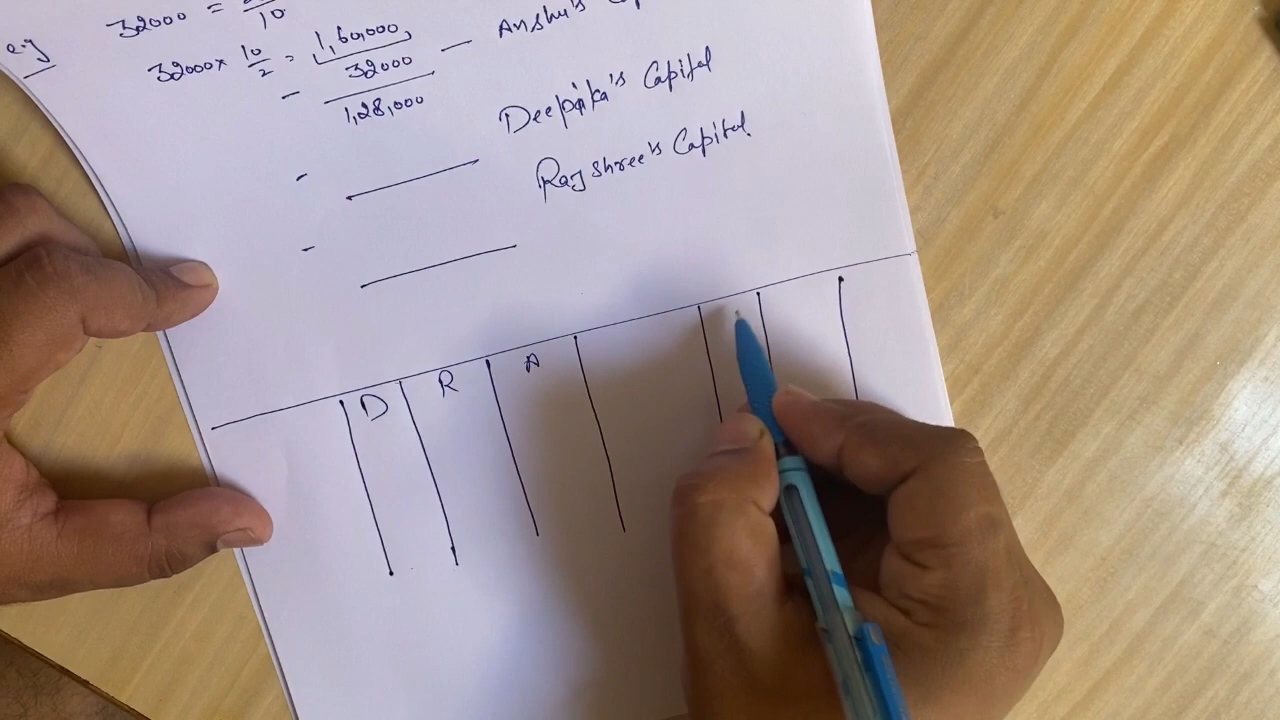 e.g 32000 = /10
32000 × 10/2 = 1,60,000, — Anshu's
- 32000
1,28,000
- Deepika's Capital
- Rajshree's Capital
D R A